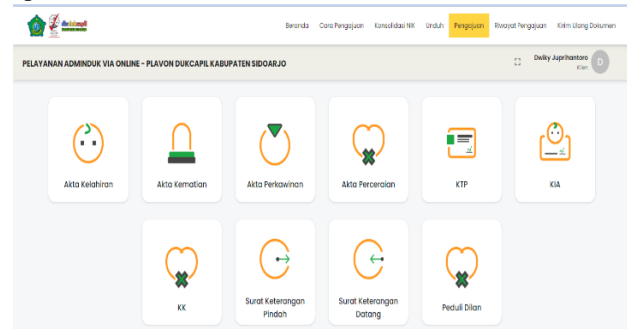 Beranda Cara Pengajuan Konsolidasi NIK Unduh Pengajuan Riwayat Pengajuan Kirim Ulang Dokumen
PELAYANAN ADMINDUK VIA ONLINE - PLAVON DUKCAPIL KABUPATEN SIDOARJO
Dwiky Juprihantoro
Klien
D
Akta Kelahiran
Akta Kematian
Akta Perkawinan
Akta Perceraian
KTP
KIA
KK
Surat Keterangan
Pindah
Surat Keterangan
Datang
Peduli Dilan